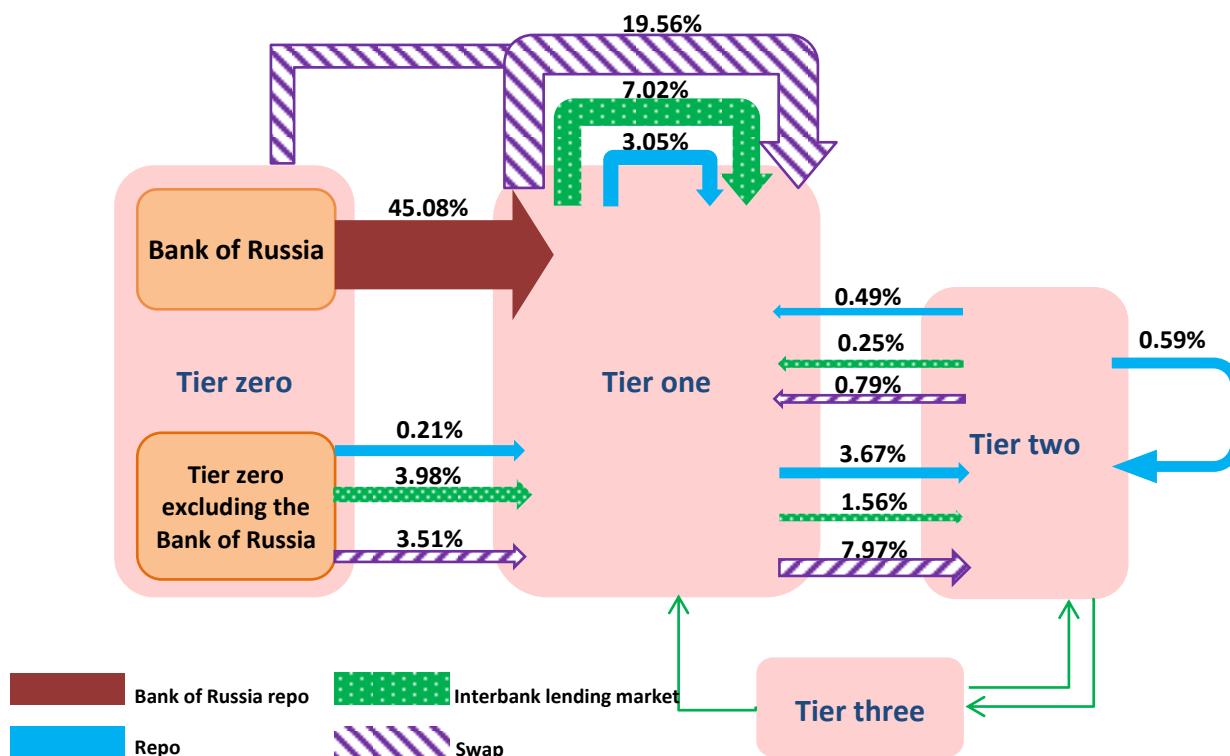 19.56%
7.02%
3.05%
45.08%
Bank of Russia
0.49%
0.25%
0.59%
Tier zero
Tier one
0.79%
Tier two
0.21%
3.67%
Tier zero
excluding the
Bank of Russia
3.98%
1.56%
3.51%
7.97%
Bank of Russia repo
Interbank lending market
Tier three
Repo
Swap